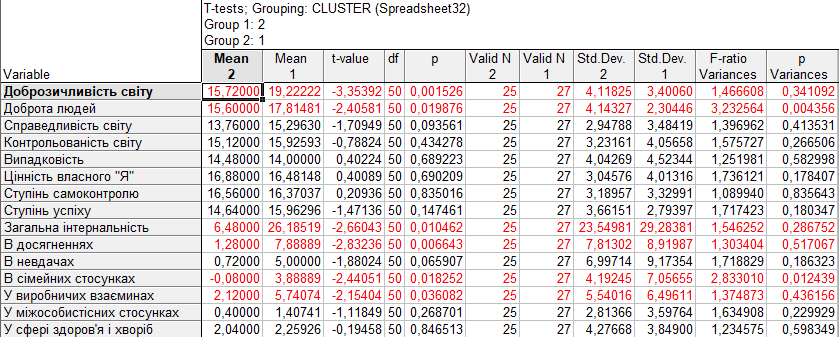 T-tests; Grouping: CLUSTER (Spreadsheet32)
Group 1: 2
Group 2: 1
Variable Mean 2 Mean 1 t-value df p Valid N 2 Valid N 1 Std.Dev. 2 Std.Dev. 1 F-ratio Variances p Variances
Доброзичливість світу 15,72000 19,22222 -3,35392 50 0,001526 25 27 4,11825 3,40060 1,466608 0,341092
Доброта людей 15,60000 17,81481 -2,40581 50 0,019876 25 27 4,14327 2,30446 3,232564 0,004356
Справедливість світу 13,76000 15,29630 -1,70949 50 0,093561 25 27 2,94788 3,48419 1,396962 0,413531
Контрольованість світу 15,12000 15,92593 -0,78824 50 0,434278 25 27 3,23161 4,05658 1,575727 0,266506
Випадковість 14,48000 14,00000 0,40224 50 0,689223 25 27 4,04269 4,52344 1,251981 0,582998
Цінність власного "Я" 16,88000 16,48148 0,40089 50 0,690209 25 27 3,04576 4,01316 1,736121 0,178407
Ступінь самоконтролю 16,56000 16,37037 0,20936 50 0,835016 25 27 3,18957 3,32991 1,089940 0,835643
Ступінь успіху 14,64000 15,96296 -1,47136 50 0,147461 25 27 3,66151 2,79397 1,717423 0,180347
Загальна інтернальність 6,48000 26,18519 -2,66043 50 0,010462 25 27 23,54981 29,28381 1,546252 0,286752
В досягненнях 1,28000 7,88889 -2,83236 50 0,006643 25 27 7,81302 8,91987 1,303404 0,517067
В невдачах 0,72000 5,00000 -1,88024 50 0,065907 25 27 6,99714 9,17354 1,718829 0,186323
В сімейних стосунках -0,08000 3,88889 -2,44051 50 0,018252 25 27 4,19245 7,05655 2,833010 0,012439
У виробничих взаєминах 2,12000 5,74074 -2,15404 50 0,036082 25 27 5,54016 6,49611 1,374873 0,436156
У міжособистісних стосунках 0,40000 1,40741 -1,11849 50 0,268701 25 27 2,81366 3,59764 1,634908 0,229929
У сфері здоров'я і хворіб 2,04000 2,25926 -0,19458 50 0,846513 25 27 4,27668 3,84900 1,234575 0,598349